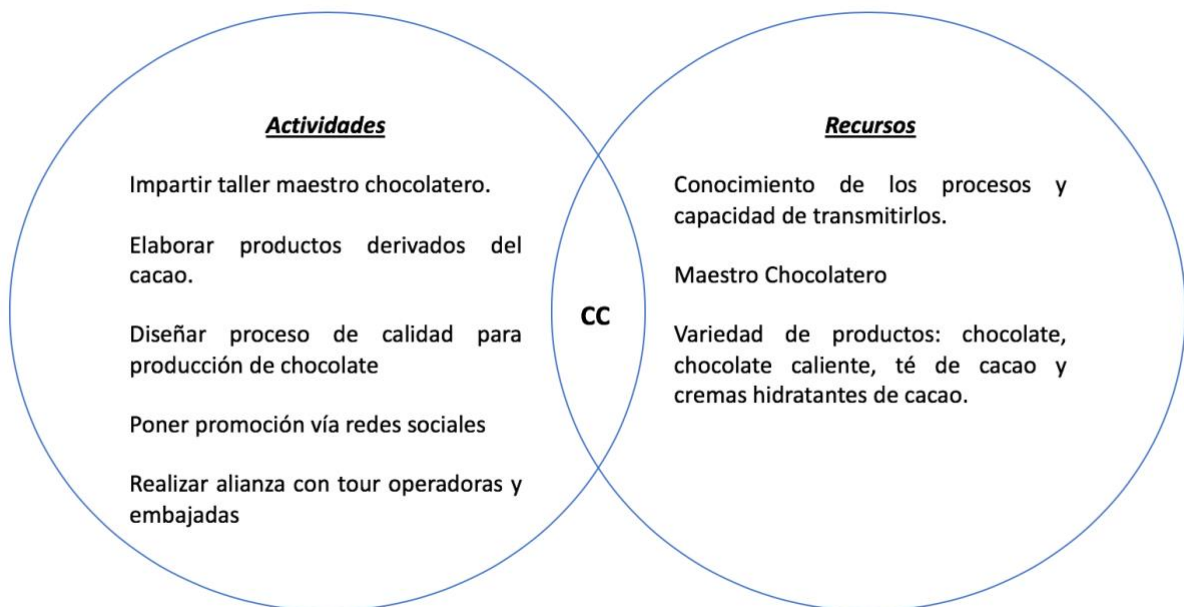 Actividades
Impartir taller maestro chocolatero.
Elaborar productos derivados del
cacao.
Diseñar proceso de calidad para
producción de chocolate
Poner promoción vía redes sociales
Realizar alianza con tour operadoras y
embajadas
CC
Recursos
Conocimiento de los procesos y
capacidad de transmitirlos.
Maestro Chocolatero
Variedad de productos: chocolate,
chocolate caliente, té de cacao y
cremas hidratantes de cacao.